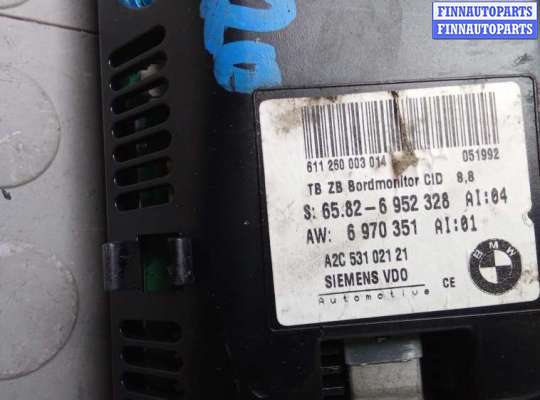 FINNAUTOPARTS
FINNAUTOPARTS
611 260 003 014 051992
TB ZB Bordmonitor CID 8,8
S: 65.82-6 952 328 AI:04
AW: 6 970 351 AI:01
A2C 531 021 21
SIEMENS VDO CE
Automotive
BMW